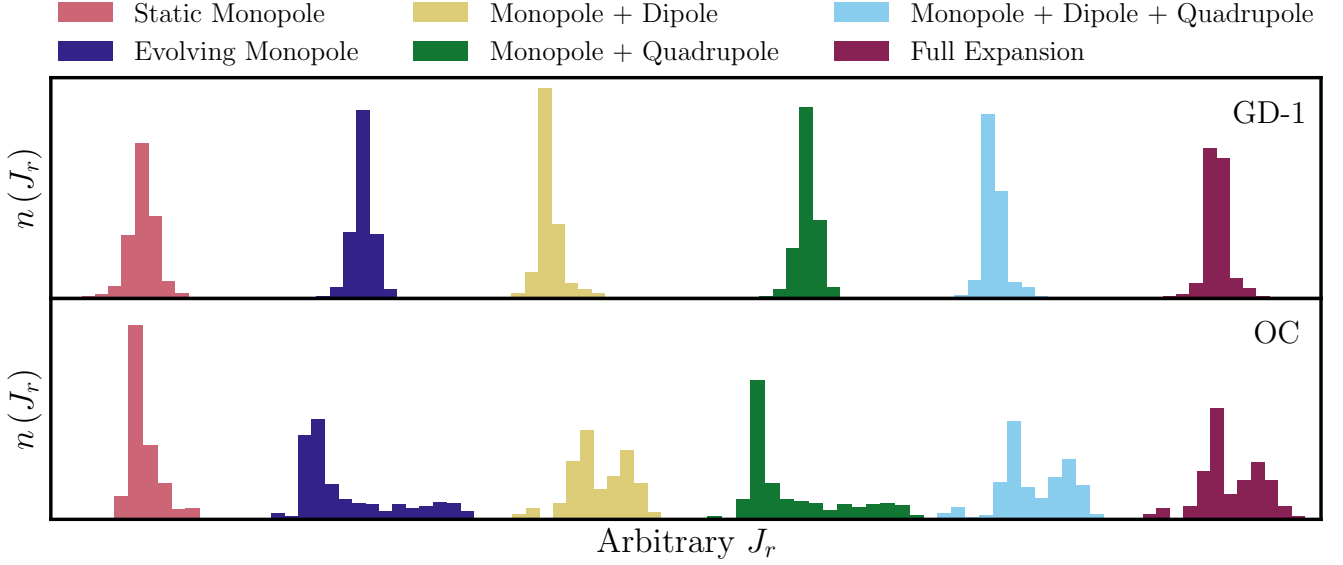 Static Monopole
Evolving Monopole
Monopole + Dipole
Monopole + Quadrupole
Monopole + Dipole + Quadrupole
Full Expansion
GD-1
n (J_r)
OC
n (J_r)
Arbitrary J_r